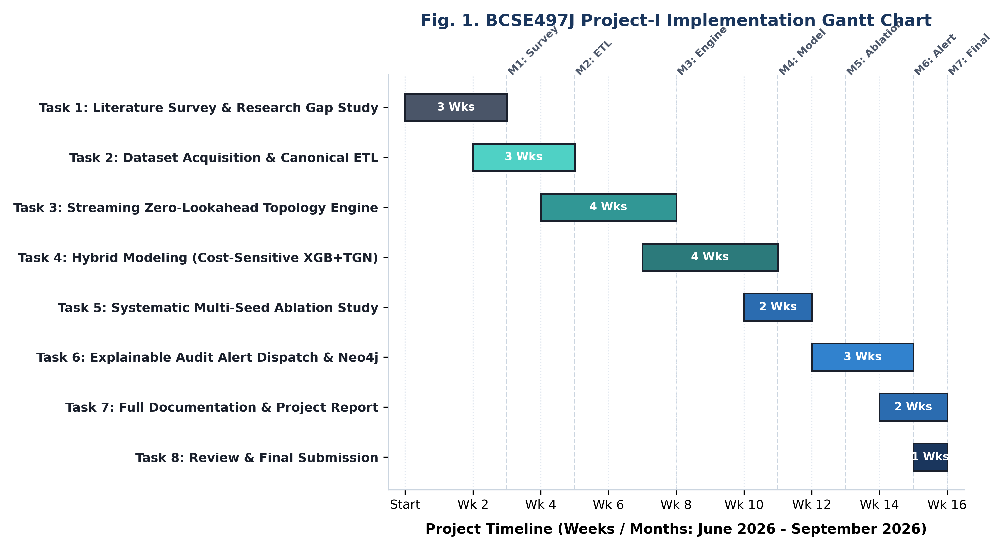 Fig. 1. BCSE497J Project-I Implementation Gantt Chart
M1: Survey
M2: ETL
M3: Engine
M4: Model
M5: Ablation
M6: Alert
M7: Final
Task 1: Literature Survey & Research Gap Study
3 Wks
Task 2: Dataset Acquisition & Canonical ETL
3 Wks
Task 3: Streaming Zero-Lookahead Topology Engine
4 Wks
Task 4: Hybrid Modeling (Cost-Sensitive XGB+TGN)
4 Wks
Task 5: Systematic Multi-Seed Ablation Study
2 Wks
Task 6: Explainable Audit Alert Dispatch & Neo4j
3 Wks
Task 7: Full Documentation & Project Report
2 Wks
Task 8: Review & Final Submission
1 Wks
Start Wk 2 Wk 4 Wk 6 Wk 8 Wk 10 Wk 12 Wk 14 Wk 16
Project Timeline (Weeks / Months: June 2026 - September 2026)